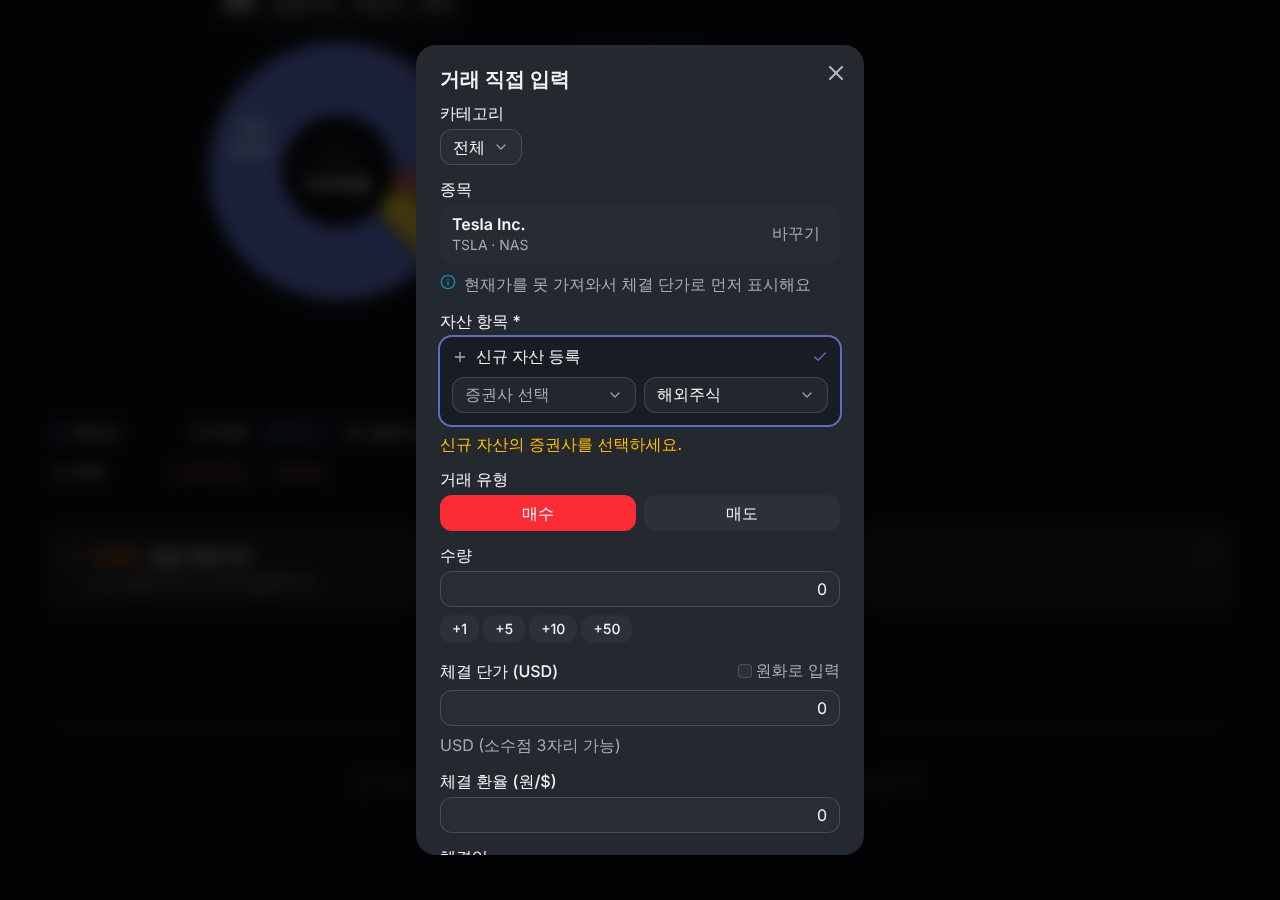 거래 직접 입력
카테고리
전체
종목
Tesla Inc.
TSLA · NAS
바꾸기
현재가를 못 가져와서 체결 단가로 먼저 표시해요
자산 항목 *
신규 자산 등록
증권사 선택
해외주식
신규 자산의 증권사를 선택하세요.
거래 유형
매수
매도
수량
0
+1
+5
+10
+50
체결 단가 (USD)
원화로 입력
0
USD (소수점 3자리 가능)
체결 환율 (원/$)
0